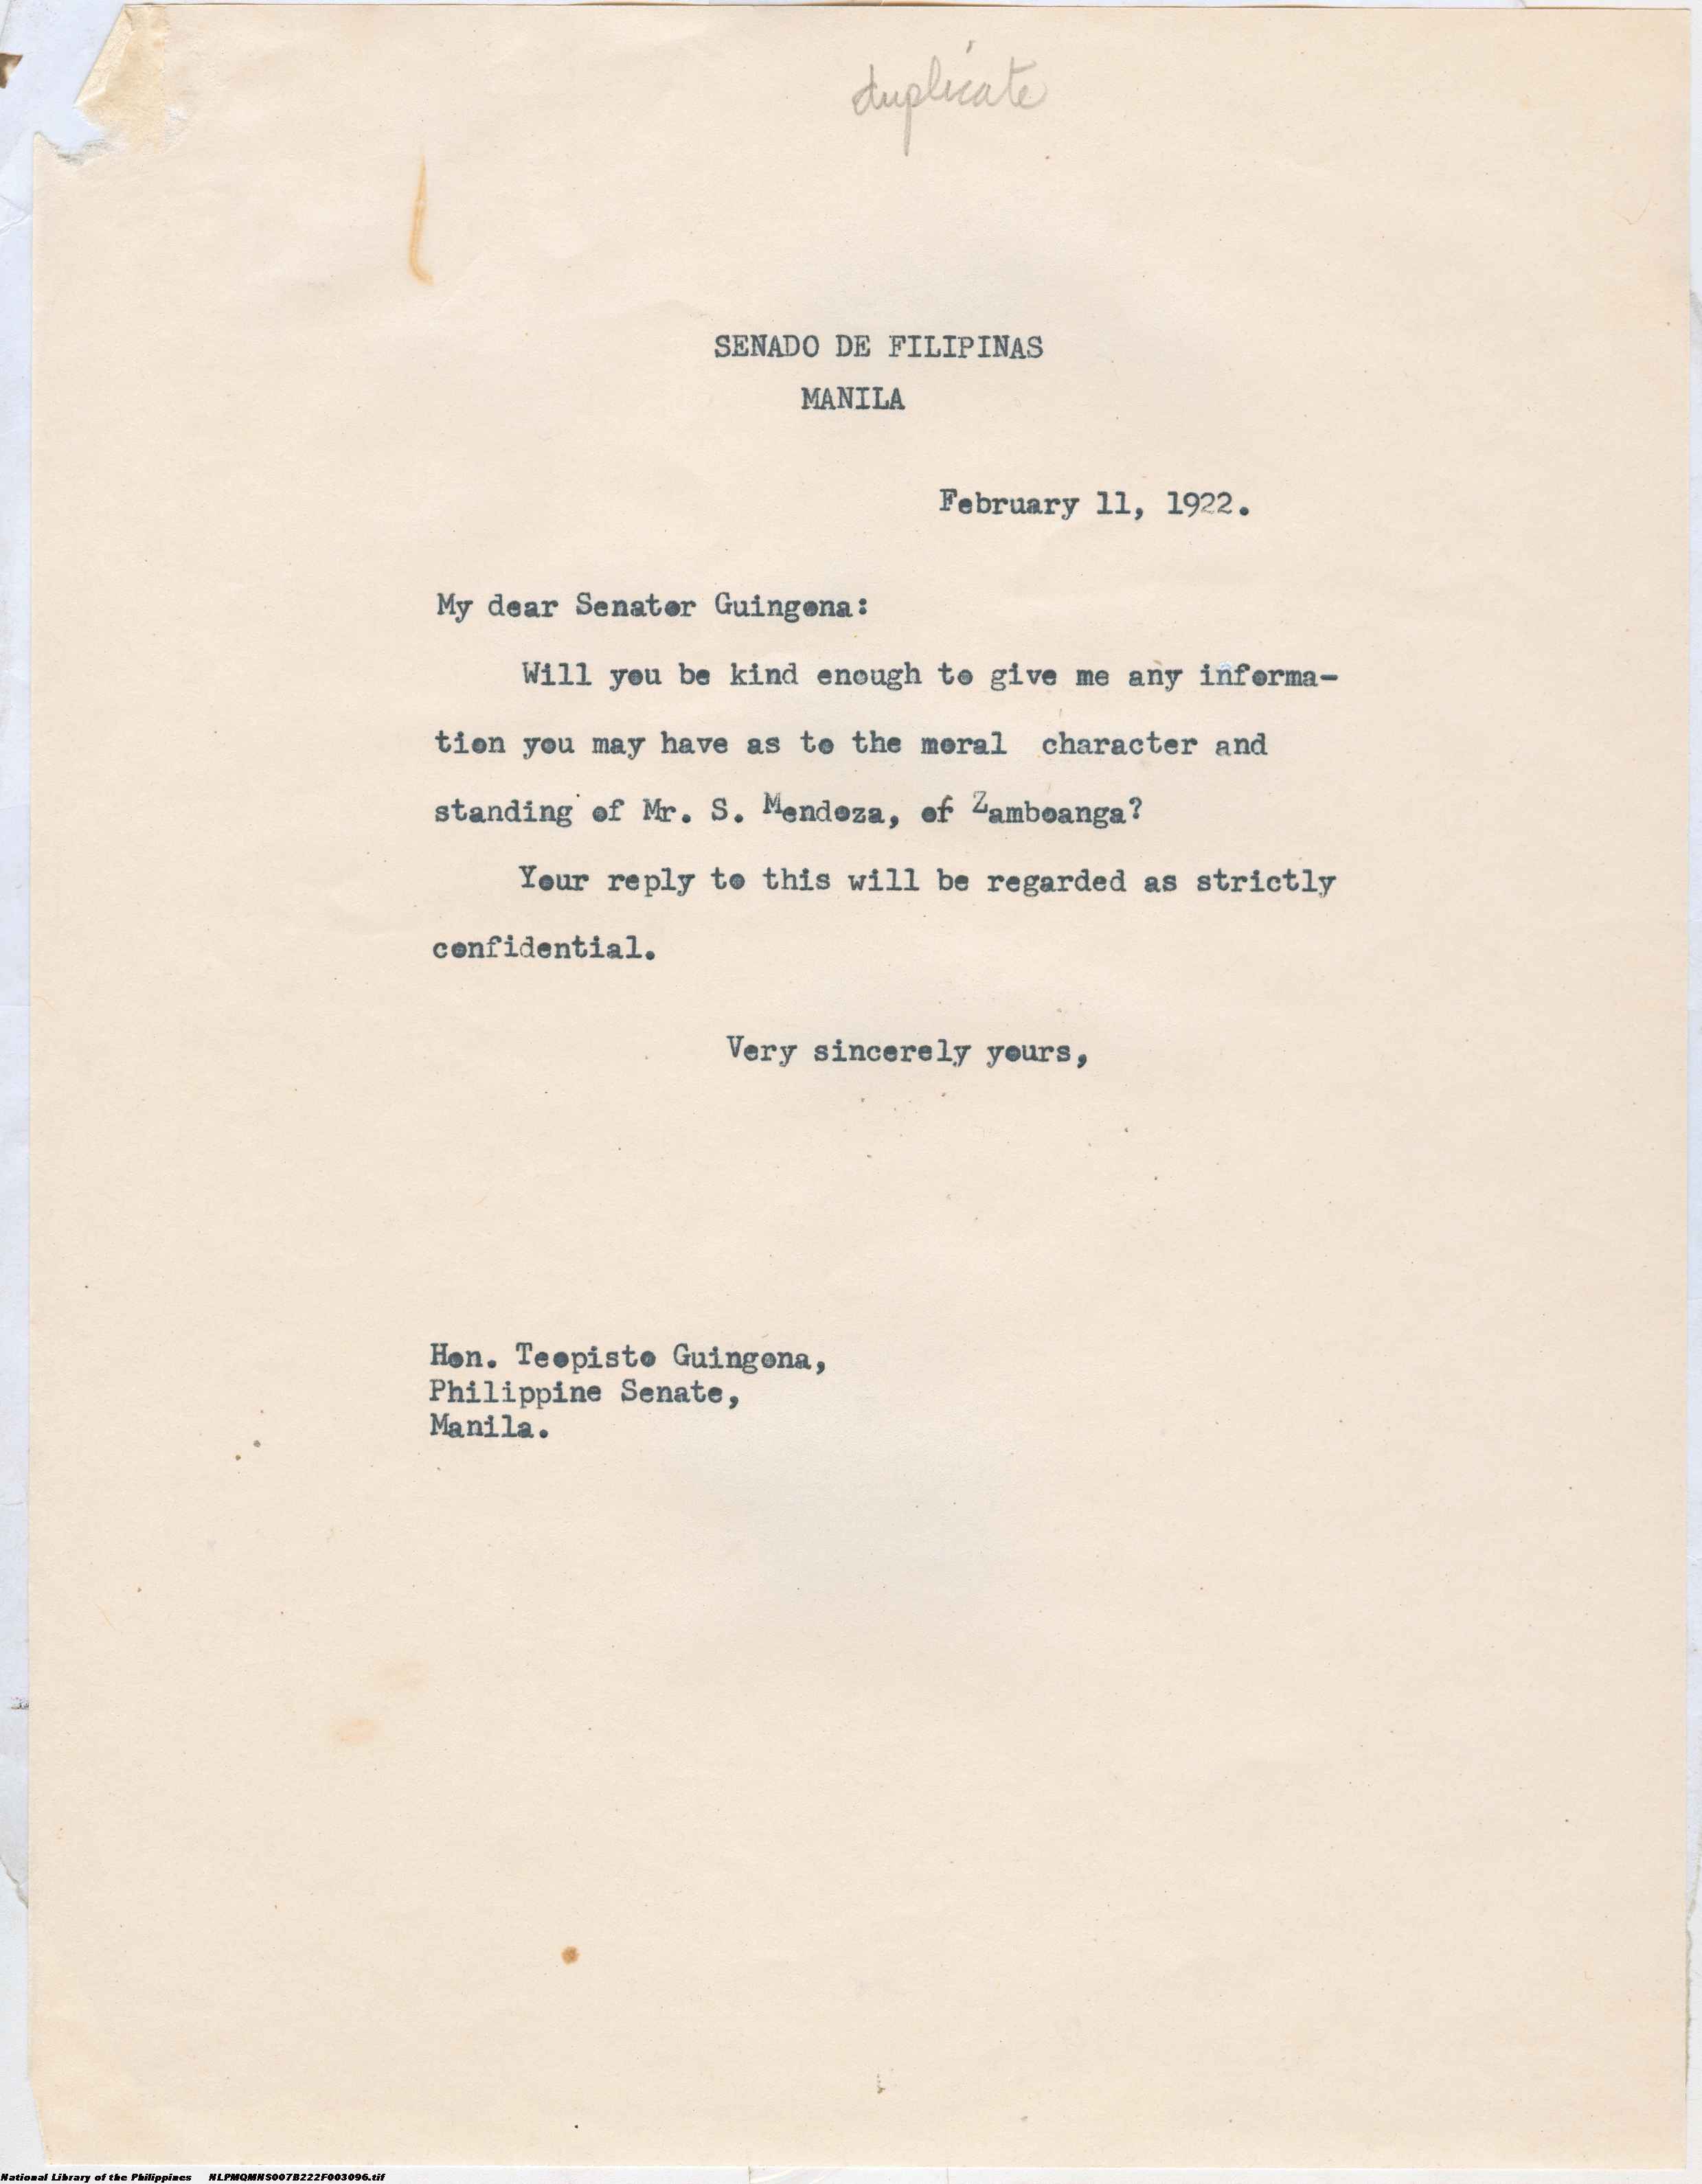 duplicate
SENADO DE FILIPINAS
MANILA
February 11, 1922.
My dear Senator Guingona:
Will you be kind enough to give me any informa-
tion you may have as to the moral character and
standing of Mr. S. Mendoza, of Zamboanga?
Your reply to this will be regarded as strictly
confidential.
Very sincerely yours,
Hon. Teopisto Guingona,
Philippine Senate,
Manila.
National Library of the Philippines NLPMQMNS007B222F003096.tif